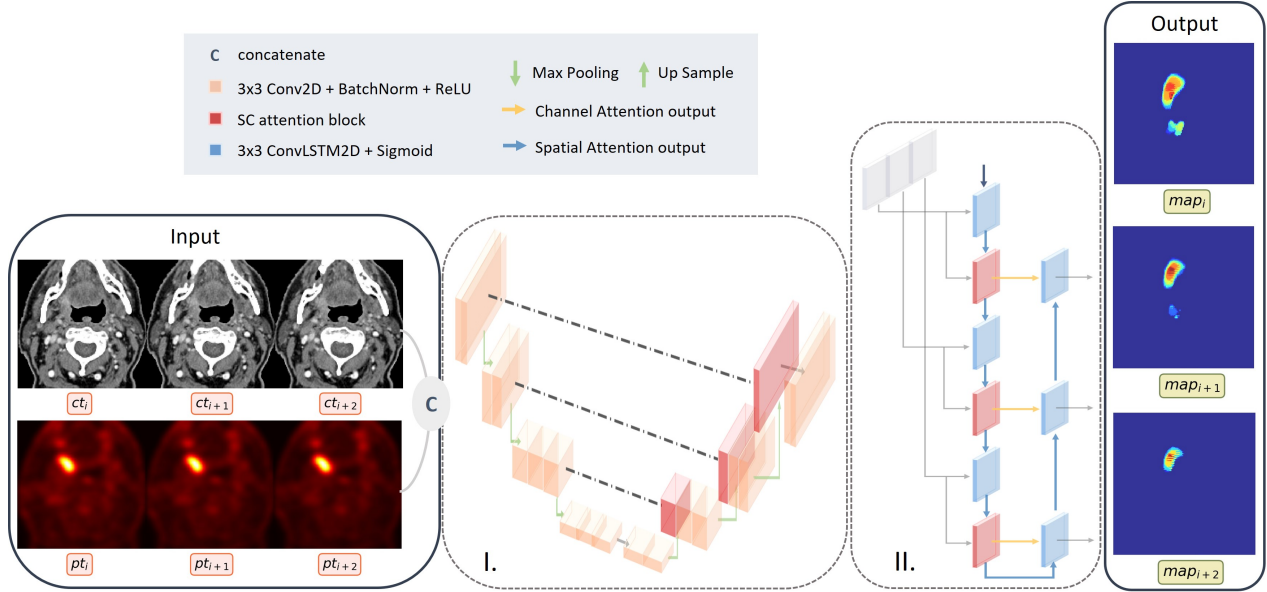 C concatenate
3x3 Conv2D + BatchNorm + ReLU
SC attention block
3x3 ConvLSTM2D + Sigmoid
Max Pooling
Up Sample
Channel Attention output
Spatial Attention output
Input
ct_i
ct_{i+1}
ct_{i+2}
C
pt_i
pt_{i+1}
pt_{i+2}
I.
II.
Output
map_i
map_{i+1}
map_{i+2}